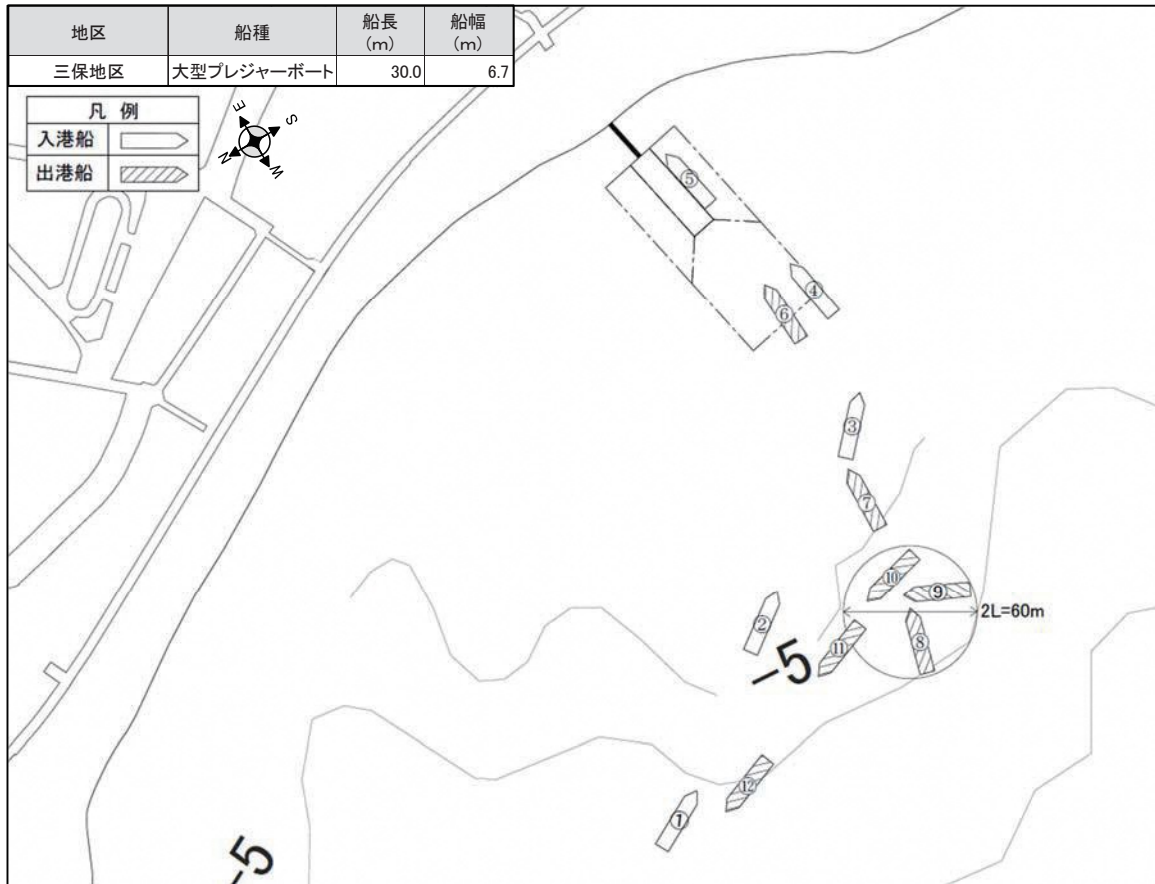 地区 船種 船長 (m) 船幅 (m)
三保地区 大型プレジャーボート 30.0 6.7
凡 例
入港船
出港船
E
S
N
W
⑤
④
⑥
③
⑦
⑩
⑨
2L=60m
②
⑪
⑧
-5
⑫
①
-5